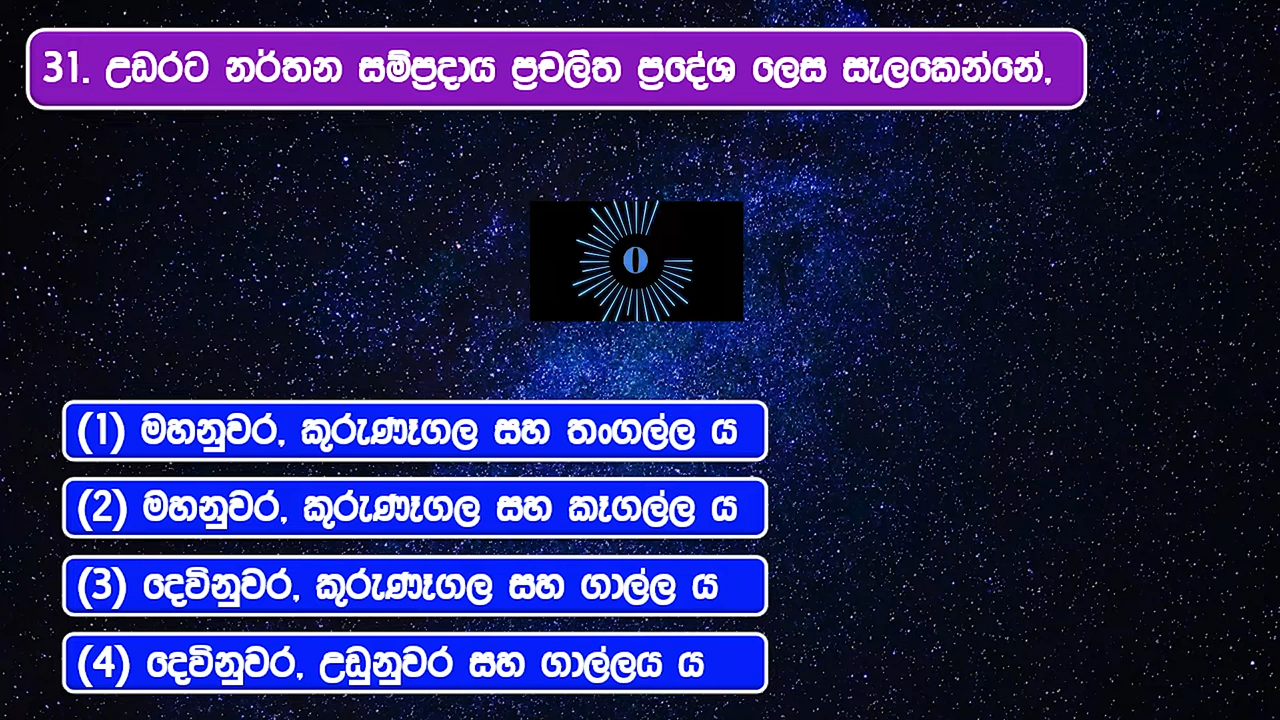 31. උඩරට නර්තන සම්ප්‍රදාය ප්‍රචලිත ප්‍රදේශ ලෙස සැලකෙන්නේ,
0
(1) මහනුවර, කුරුණෑගල සහ තංගල්ල ය
(2) මහනුවර, කුරුණෑගල සහ කෑගල්ල ය
(3) දෙවිනුවර, කුරුණෑගල සහ ගාල්ල ය
(4) දෙවිනුවර, උඩුනුවර සහ ගාල්ලය ය